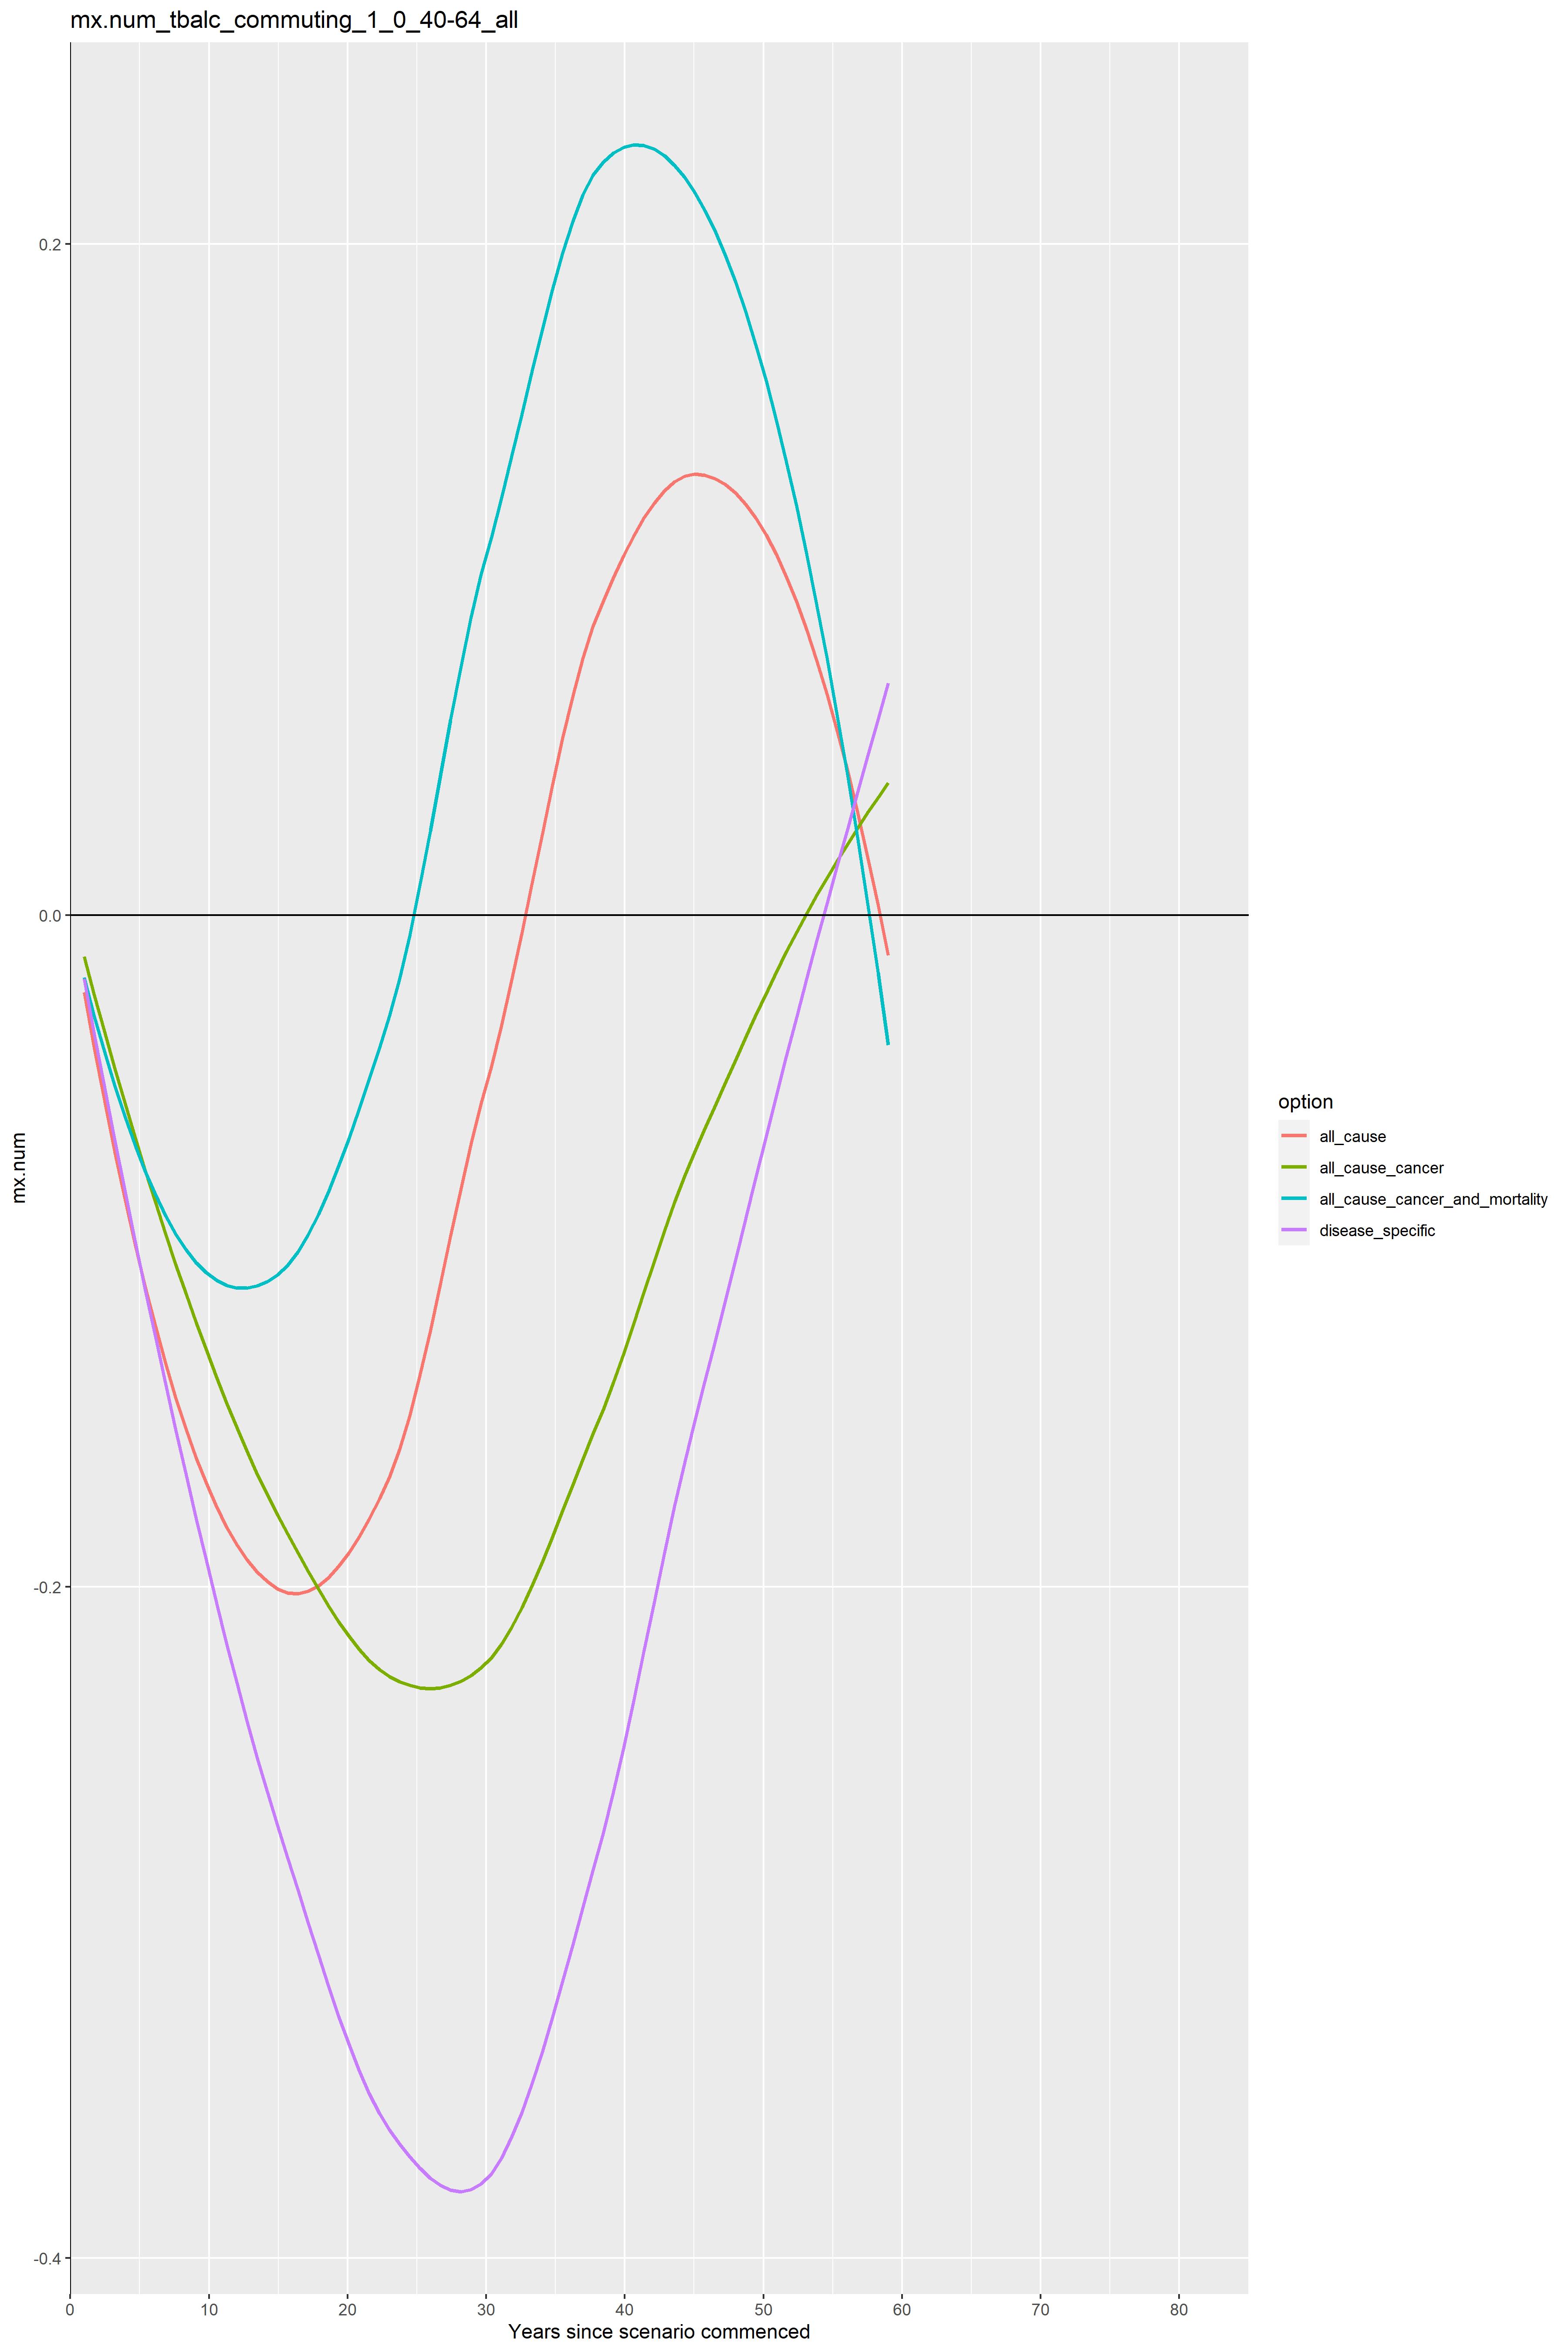 mx.num_tbalc_commuting_1_0_40-64_all
0.2
0.0
-0.2
-0.4
mx.num
0 10 20 30 40 50 60 70 80
Years since scenario commenced
option
all_cause
all_cause_cancer
all_cause_cancer_and_mortality
disease_specific